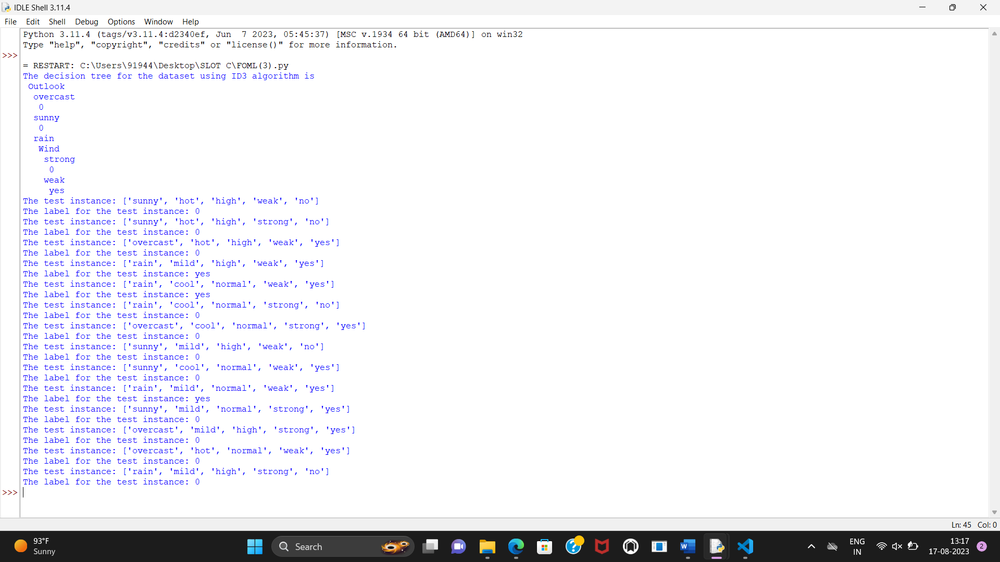 IDLE Shell 3.11.4
File Edit Shell Debug Options Window Help
Python 3.11.4 (tags/v3.11.4:d2340ef, Jun  7 2023, 05:45:37) [MSC v.1934 64 bit (AMD64)] on win32
Type "help", "copyright", "credits" or "license()" for more information.
>>>
= RESTART: C:\Users\91944\Desktop\SLOT C\FOML(3).py
The decision tree for the dataset using ID3 algorithm is
 Outlook
  overcast
   0
  sunny
   0
  rain
   Wind
    strong
     0
    weak
     yes
The test instance: ['sunny', 'hot', 'high', 'weak', 'no']
The label for the test instance: 0
The test instance: ['sunny', 'hot', 'high', 'strong', 'no']
The label for the test instance: 0
The test instance: ['overcast', 'hot', 'high', 'weak', 'yes']
The label for the test instance: 0
The test instance: ['rain', 'mild', 'high', 'weak', 'yes']
The label for the test instance: yes
The test instance: ['rain', 'cool', 'normal', 'weak', 'yes']
The label for the test instance: yes
The test instance: ['rain', 'cool', 'normal', 'strong', 'no']
The label for the test instance: 0
The test instance: ['overcast', 'cool', 'normal', 'strong', 'yes']
The label for the test instance: 0
The test instance: ['sunny', 'mild', 'high', 'weak', 'no']
The label for the test instance: 0
The test instance: ['sunny', 'cool', 'normal', 'weak', 'yes']
The label for the test instance: 0
The test instance: ['rain', 'mild', 'normal', 'weak', 'yes']
The label for the test instance: yes
The test instance: ['sunny', 'mild', 'normal', 'strong', 'yes']
The label for the test instance: 0
The test instance: ['overcast', 'mild', 'high', 'strong', 'yes']
The label for the test instance: 0
The test instance: ['overcast', 'hot', 'normal', 'weak', 'yes']
The label for the test instance: 0
The test instance: ['rain', 'mild', 'high', 'strong', 'no']
The label for the test instance: 0
>>>
Ln: 45 Col: 0
93°F
Sunny
Search
ENG
IN
13:17
17-08-2023
2